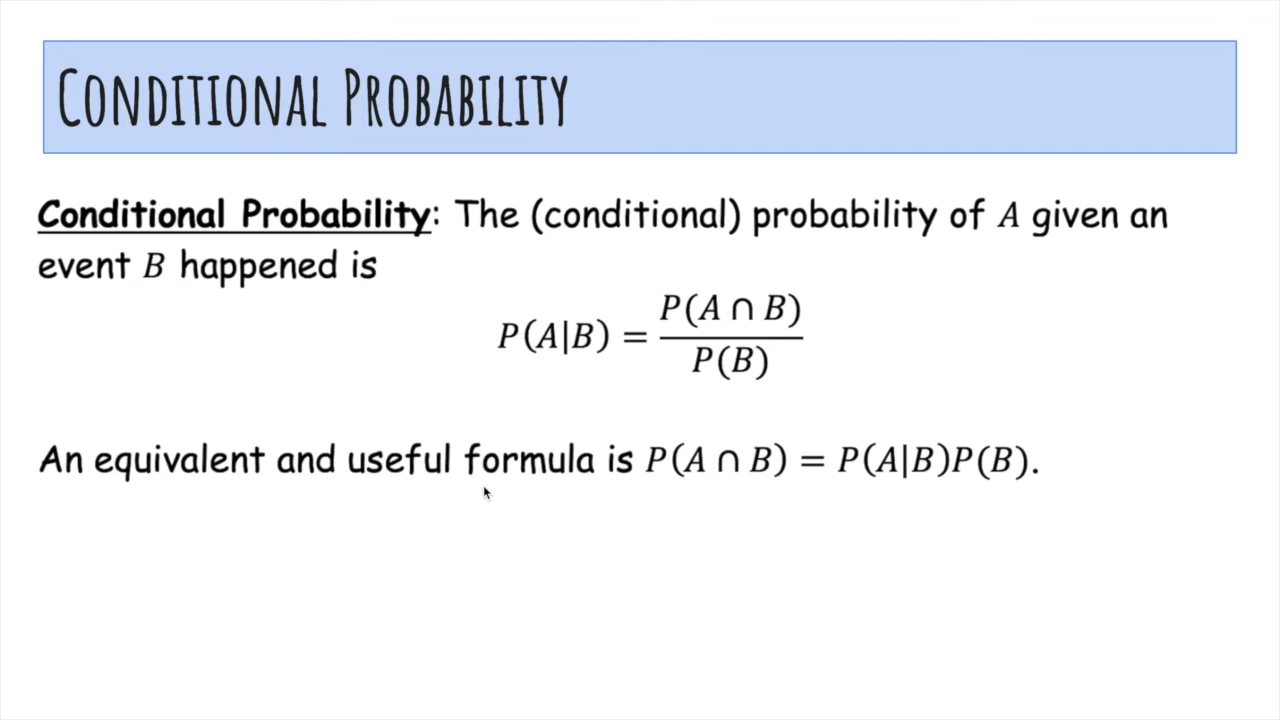 CONDITIONAL PROBABILITY
Conditional Probability: The (conditional) probability of A given an
event B happened is
P(A|B) = P(A ∩ B) / P(B)
An equivalent and useful formula is P(A ∩ B) = P(A|B)P(B).